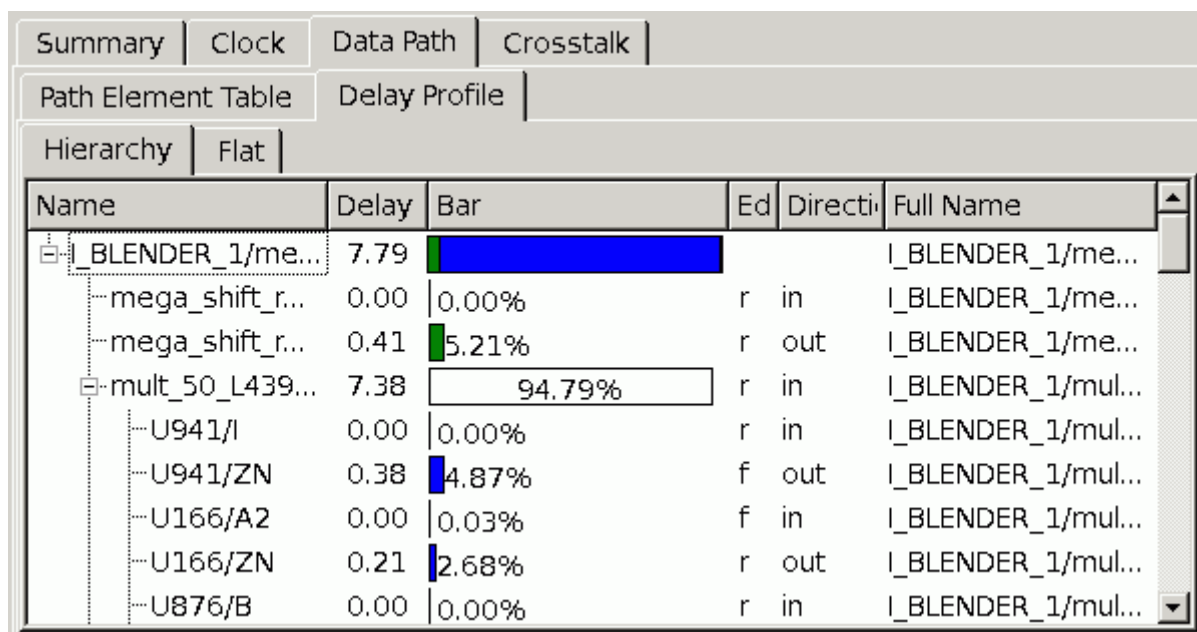 Summary Clock Data Path Crosstalk
Path Element Table Delay Profile
Hierarchy Flat
Name Delay Bar Ed Directi Full Name
I_BLENDER_1/me... 7.79 I_BLENDER_1/me...
mega_shift_r... 0.00 0.00% r in I_BLENDER_1/me...
mega_shift_r... 0.41 5.21% r out I_BLENDER_1/me...
mult_50_L439... 7.38 94.79% r in I_BLENDER_1/mul...
U941/I 0.00 0.00% r in I_BLENDER_1/mul...
U941/ZN 0.38 4.87% f out I_BLENDER_1/mul...
U166/A2 0.00 0.03% f in I_BLENDER_1/mul...
U166/ZN 0.21 2.68% r out I_BLENDER_1/mul...
U876/B 0.00 0.00% r in I_BLENDER_1/mul...